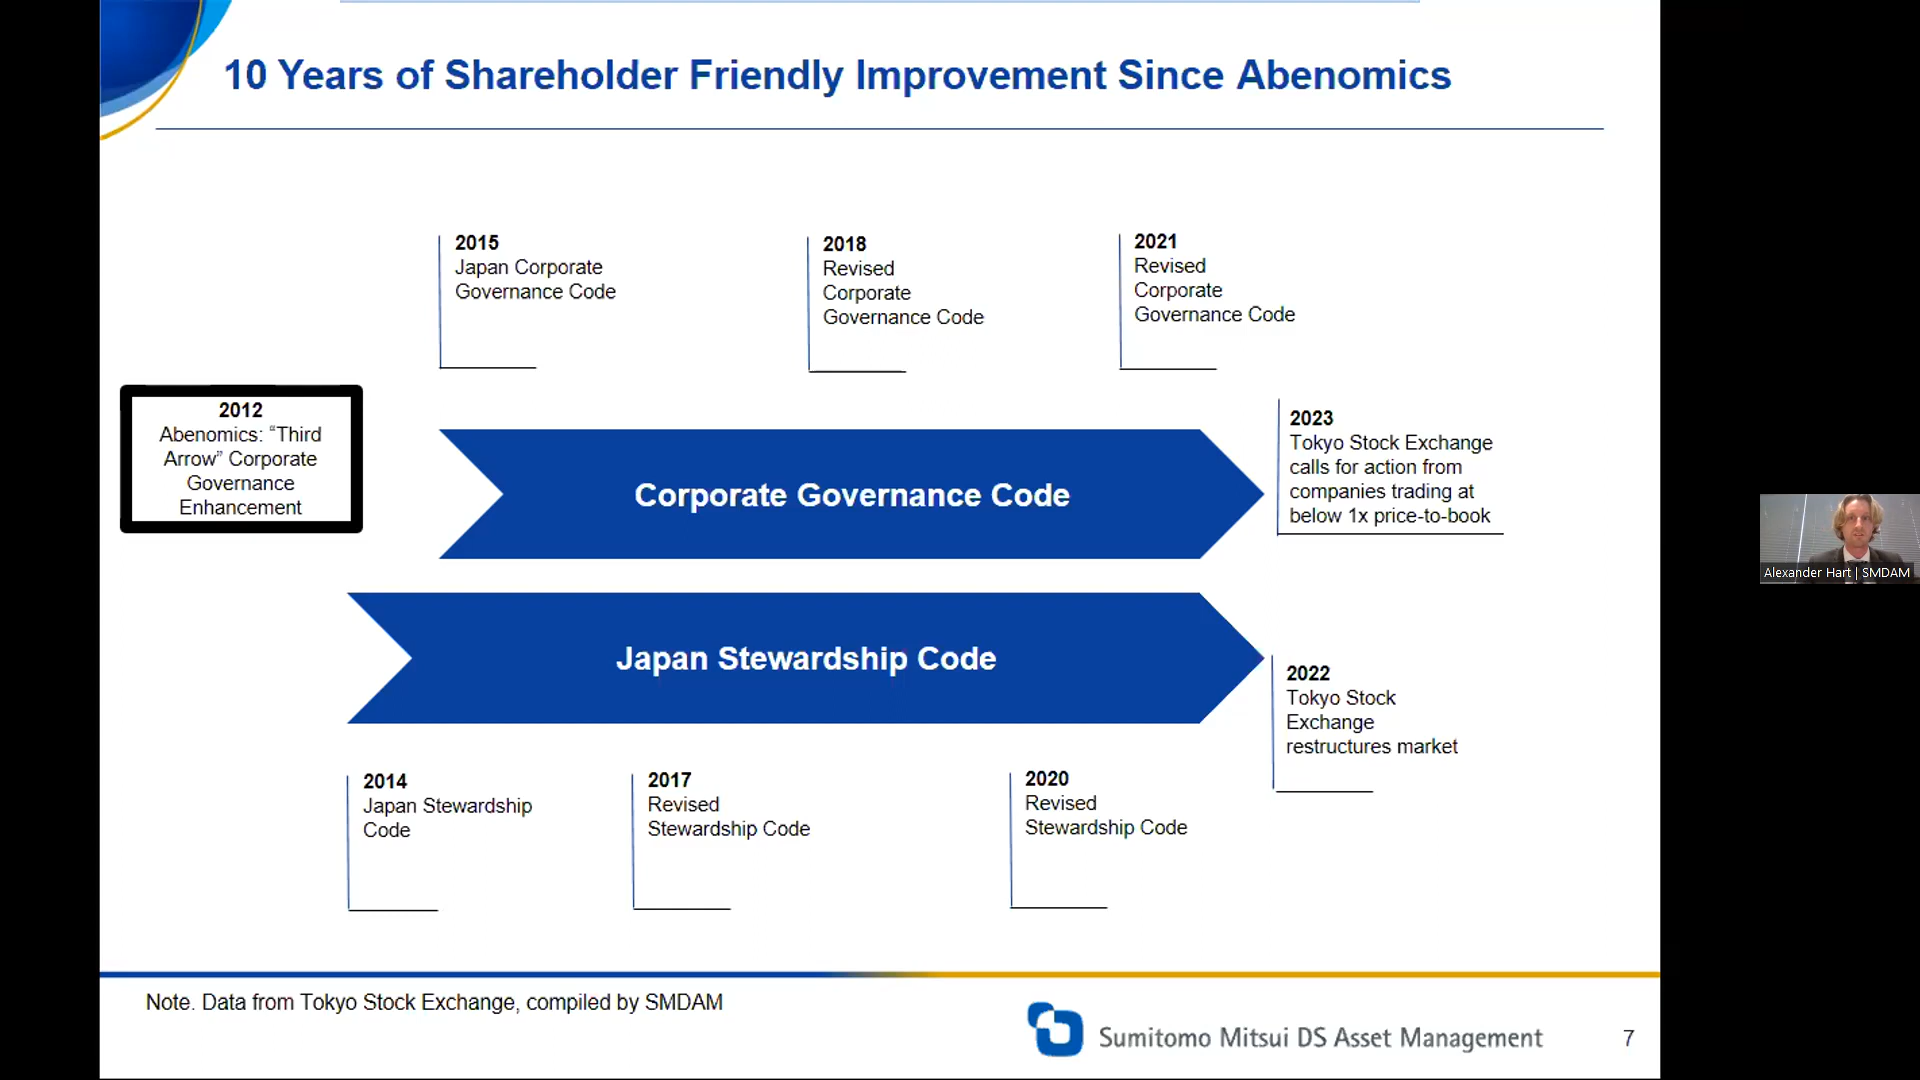 10 Years of Shareholder Friendly Improvement Since Abenomics
2015
Japan Corporate
Governance Code
2018
Revised
Corporate
Governance Code
2021
Revised
Corporate
Governance Code
2012
Abenomics: “Third
Arrow” Corporate
Governance
Enhancement
Corporate Governance Code
2023
Tokyo Stock Exchange
calls for action from
companies trading at
below 1x price-to-book
Alexander Hart | SMDAM
Japan Stewardship Code
2022
Tokyo Stock
Exchange
restructures market
2014
Japan Stewardship
Code
2017
Revised
Stewardship Code
2020
Revised
Stewardship Code
Note. Data from Tokyo Stock Exchange, compiled by SMDAM
Sumitomo Mitsui DS Asset Management
7